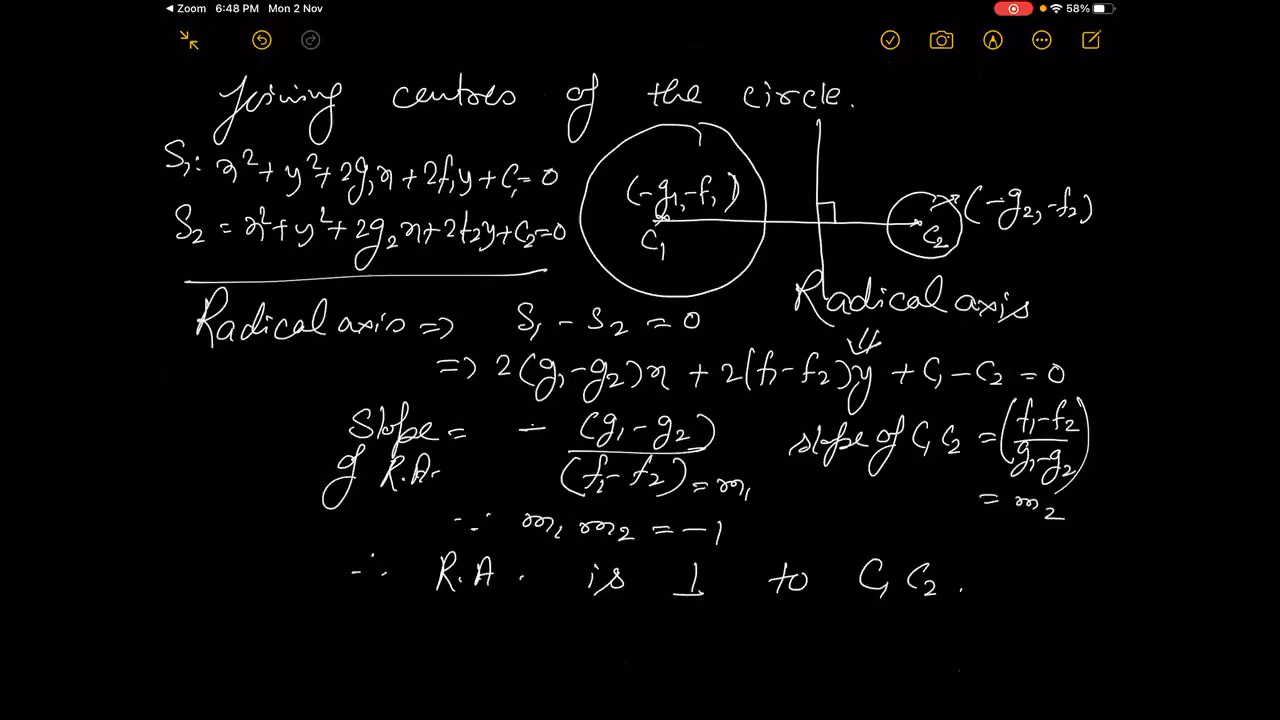 Zoom 6:48 PM Mon 2 Nov 58%
Joining centres of the circle.
S₁: x² + y² + 2g₁x + 2f₁y + C₁ = 0
S₂ = x² + y² + 2g₂x + 2f₂y + C₂ = 0
(-g₁, -f₁)
C₁
C₂
(-g₂, -f₂)
Radical axis
Radical axis ⇒ S₁ - S₂ = 0
⇒ 2(g₁ - g₂)x + 2(f₁ - f₂)y + C₁ - C₂ = 0
Slope of R.A. = - (g₁ - g₂)/(f₁ - f₂) = m₁
slope of C₁C₂ = ((f₁ - f₂)/(g₁ - g₂))
= m₂
∵ m₁ m₂ = -1
∴ R.A. is ⊥ to C₁C₂.